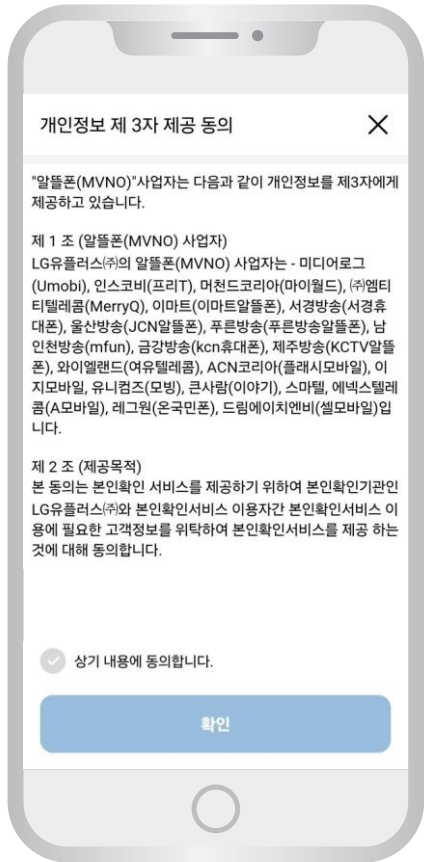 개인정보 제 3자 제공 동의
"알뜰폰(MVNO)"사업자는 다음과 같이 개인정보를 제3자에게
제공하고 있습니다.
제 1 조 (알뜰폰(MVNO) 사업자)
LG유플러스㈜의 알뜰폰(MVNO) 사업자는 - 미디어로그
(Umobi), 인스코비(프리T), 머천드코리아(마이월드), ㈜엠티
티텔레콤(MerryQ), 이마트(이마트알뜰폰), 서경방송(서경휴
대폰), 울산방송(JCN알뜰폰), 푸른방송(푸른방송알뜰폰), 남
인천방송(mfun), 금강방송(kcn휴대폰), 제주방송(KCTV알뜰
폰), 와이엘랜드(여유텔레콤), ACN코리아(플래시모바일), 이
지모바일, 유니컴즈(모빙), 큰사람(이야기), 스마텔, 에넥스텔레
콤(A모바일), 레그원(온국민폰), 드림에이치앤비(셀모바일)입
니다.
제 2 조 (제공목적)
본 동의는 본인확인 서비스를 제공하기 위하여 본인확인기관인
LG유플러스㈜와 본인확인서비스 이용자간 본인확인서비스 이
용에 필요한 고객정보를 위탁하여 본인확인서비스를 제공 하는
것에 대해 동의합니다.
상기 내용에 동의합니다.
확인